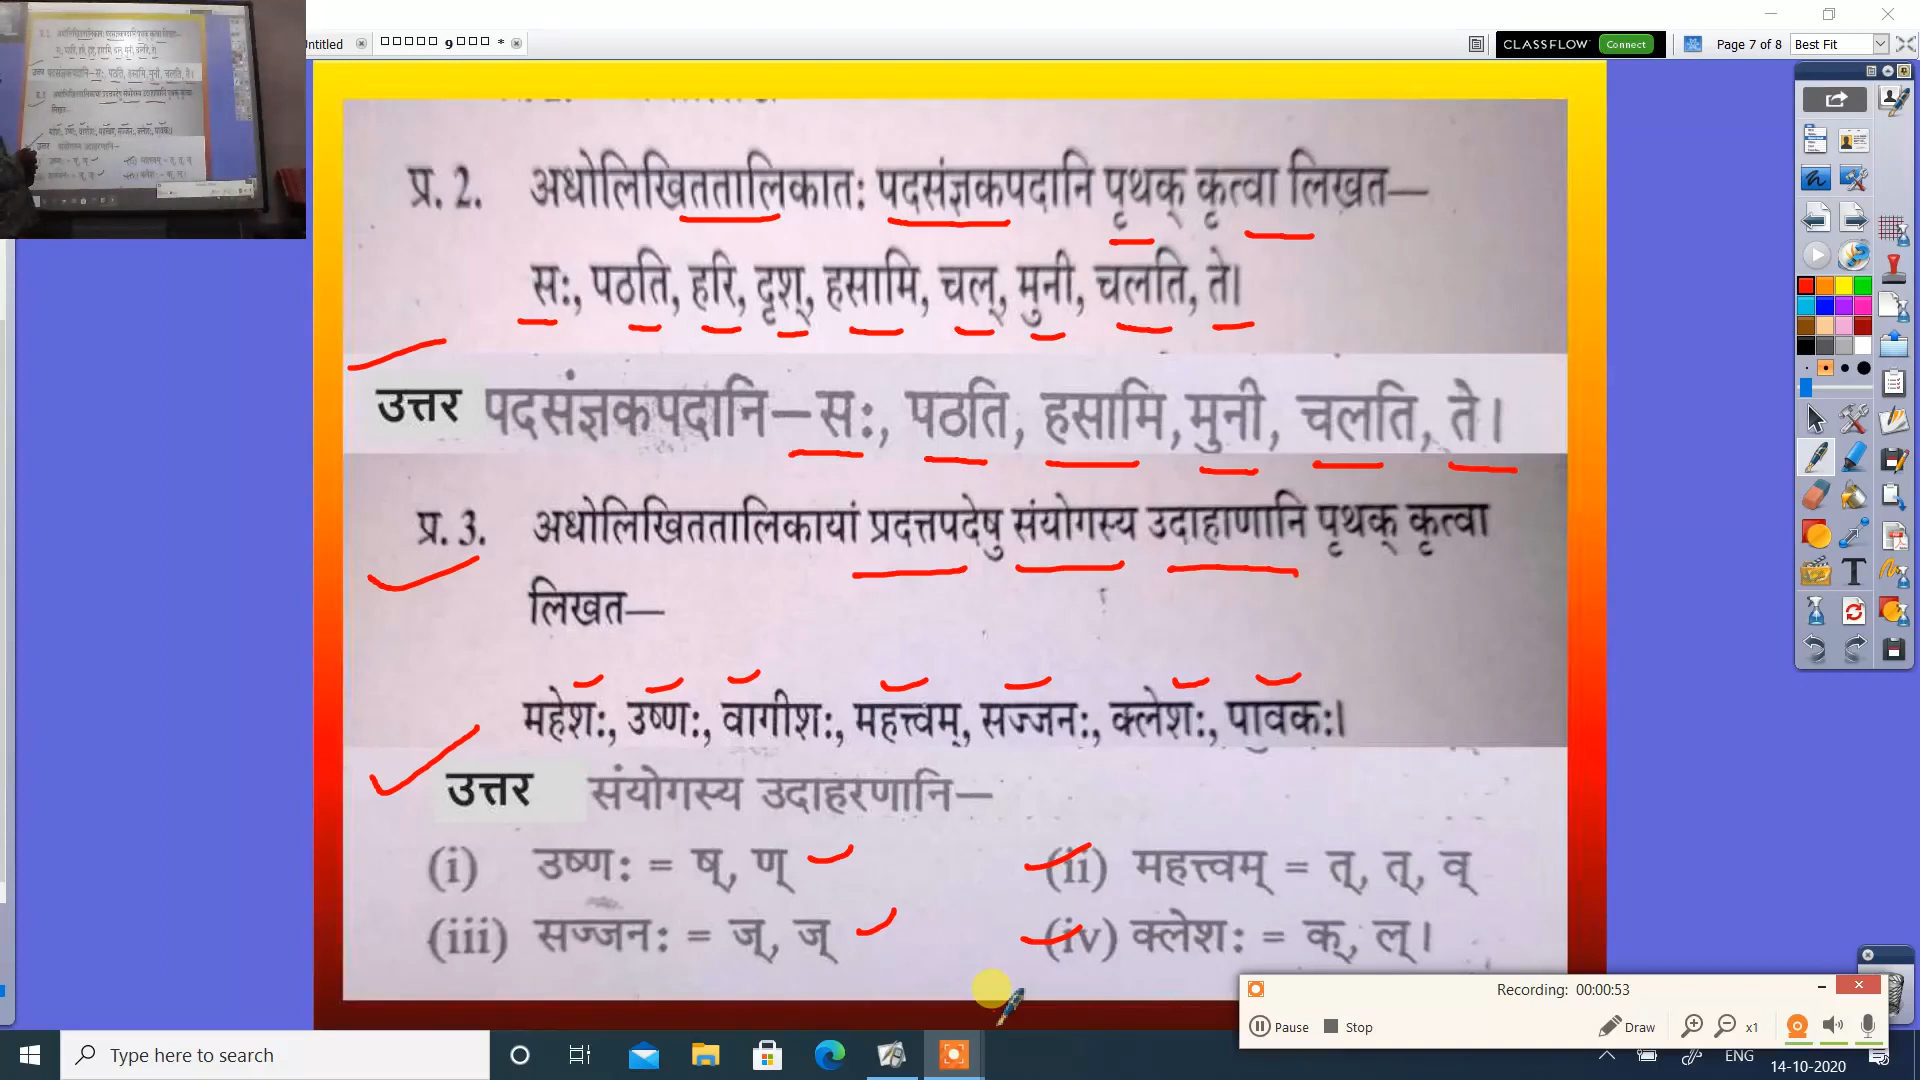 ntitled
9 *
CLASSFLOW Connect
Page 7 of 8
Best Fit
प्र. 2. अधोलिखिततालिकातः पदसंज्ञकपदानि पृथक् कृत्वा लिखत—
सः, पठति, हरि, दृश्, हसामि, चल्, मुनी, चलति, ते।
उत्तर पदसंज्ञकपदानि—सः, पठति, हसामि, मुनी, चलति, ते।
प्र. 3. अधोलिखिततालिकायां प्रदत्तपदेषु संयोगस्य उदाहाणानि पृथक् कृत्वा
लिखत—
महेशः, उष्णः, वागीशः, महत्त्वम्, सज्जनः, क्लेशः, पावकः।
उत्तर संयोगस्य उदाहरणानि—
(i) उष्णः = ष्, ण् (ii) महत्त्वम् = त्, त्, व्
(iii) सज्जनः = ज्, ज् (iv) क्लेशः = क्, ल्।
Recording: 00:00:53
Pause Stop Draw x1
Type here to search
ENG
14-10-2020